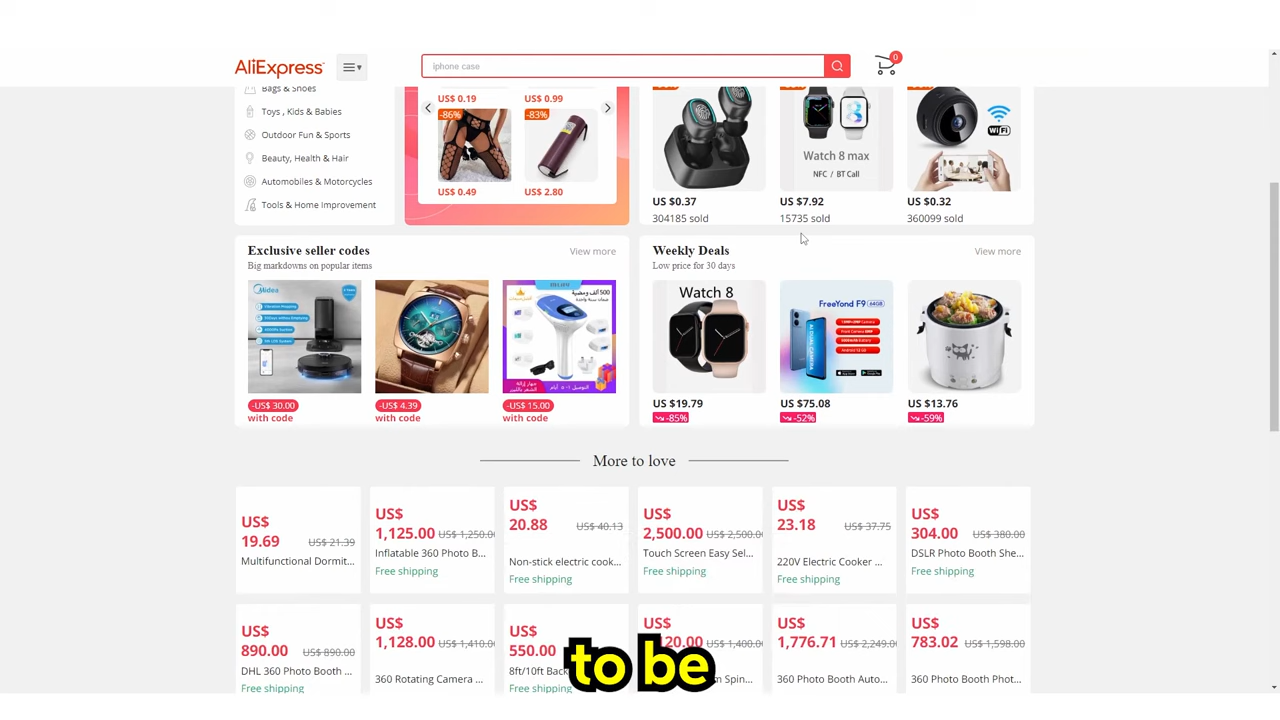 AliExpress
iphone case
0
Bags & Shoes
Toys , Kids & Babies
Outdoor Fun & Sports
Beauty, Health & Hair
Automobiles & Motorcycles
Tools & Home Improvement
US $0.19
US $0.99
-86%
-83%
US $0.49
US $2.80
Watch 8 max
NFC / BT Call
WiFi
US $0.37
US $7.92
US $0.32
304185 sold
15735 sold
360099 sold
Exclusive seller codes
View more
Big markdowns on popular items
Midea
-US$ 30.00
-US$ 4.39
-US$ 15.00
with code
with code
with code
Weekly Deals
View more
Low price for 30 days
Watch 8
FreeYond F9
64GB
US $19.79
US $75.08
US $13.76
-85%
-52%
-59%
More to love
US$
19.69 US$ 21.39
Multifunctional Dormit...
US$
1,125.00 US$ 1,250.0
Inflatable 360 Photo B...
Free shipping
US$
20.88 US$ 40.13
Non-stick electric cook...
Free shipping
US$
2,500.00 US$ 2,500.
Touch Screen Easy Sel...
Free shipping
US$
23.18 US$ 37.75
220V Electric Cooker ...
Free shipping
US$
304.00 US$ 380.00
DSLR Photo Booth She...
Free shipping
US$
890.00 US$ 890.00
DHL 360 Photo Booth ...
Free shipping
US$
1,128.00 US$ 1,410.0
360 Rotating Camera ...
US$
550.00
8ft/10ft Back
Free shipping
US$ 1,400.0
Spin...
US$
1,776.71 US$ 2,249.0
360 Photo Booth Auto...
US$
783.02 US$ 1,598.00
360 Photo Booth Phot...
to be